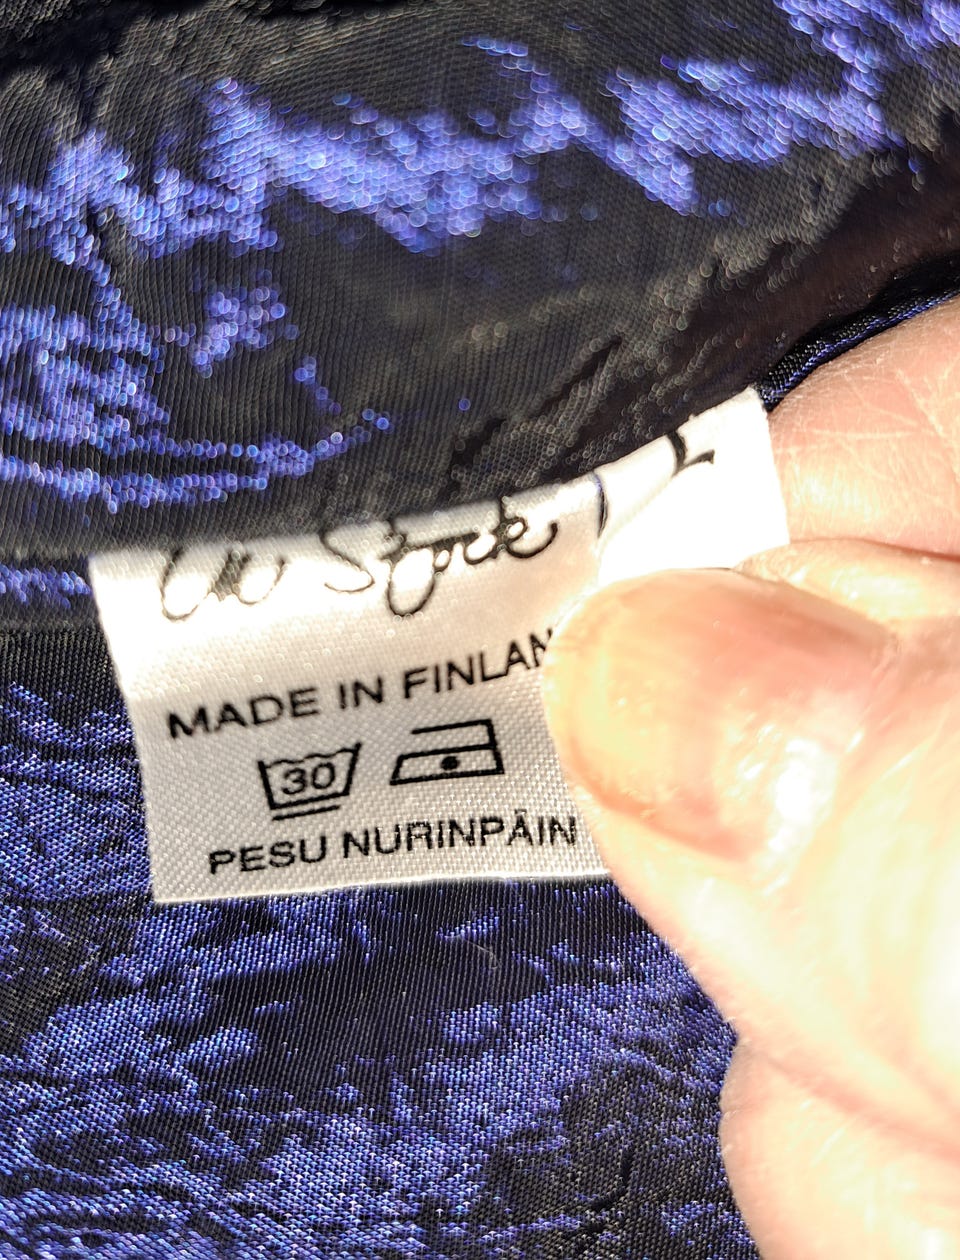 L
MADE IN FINLAN
30
PESU NURINPÄIN